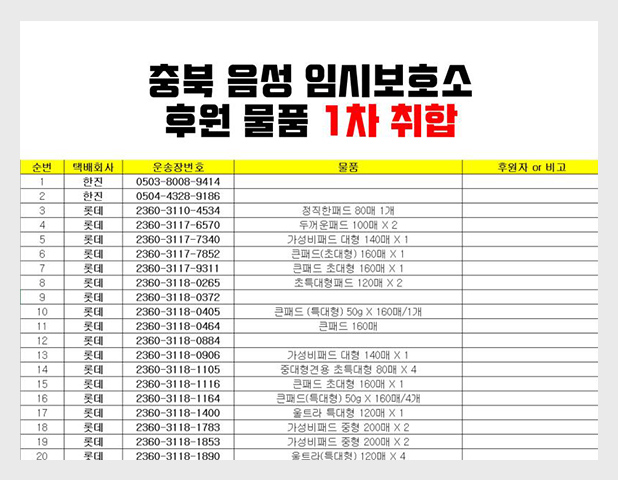 충북 음성 임시보호소
후원 물품 1차 취합
순번 택배회사 운송장번호 물품 후원자 or 비고
1 한진 0503-8008-9414
2 한진 0504-4328-9186
3 롯데 2360-3110-4534 정직한패드 80매 1개
4 롯데 2360-3117-6570 두꺼운패드 100매 X 2
5 롯데 2360-3117-7340 가성비패드 대형 140매 X 1
6 롯데 2360-3117-7852 큰패드(초대형) 160매 X 1
7 롯데 2360-3117-9311 큰패드 초대형 160매 X 1
8 롯데 2360-3118-0265 초특대형패드 120매 X 2
9 롯데 2360-3118-0372
10 롯데 2360-3118-0405 큰패드 (특대형) 50g X 160매/1개
11 롯데 2360-3118-0464 큰패드 160매
12 롯데 2360-3118-0884
13 롯데 2360-3118-0906 가성비패드 대형 140매 X 1
14 롯데 2360-3118-1105 중대형견용 초특대형 80매 X 4
15 롯데 2360-3118-1116 큰패드 초대형 160매 X 1
16 롯데 2360-3118-1164 큰패드(특대형) 50g X 160매/4개
17 롯데 2360-3118-1400 울트라 특대형 120매 X 1
18 롯데 2360-3118-1783 가성비패드 중형 200매 X 2
19 롯데 2360-3118-1853 가성비패드 중형 200매 X 2
20 롯데 2360-3118-1890 울트라(특대형) 120매 X 4